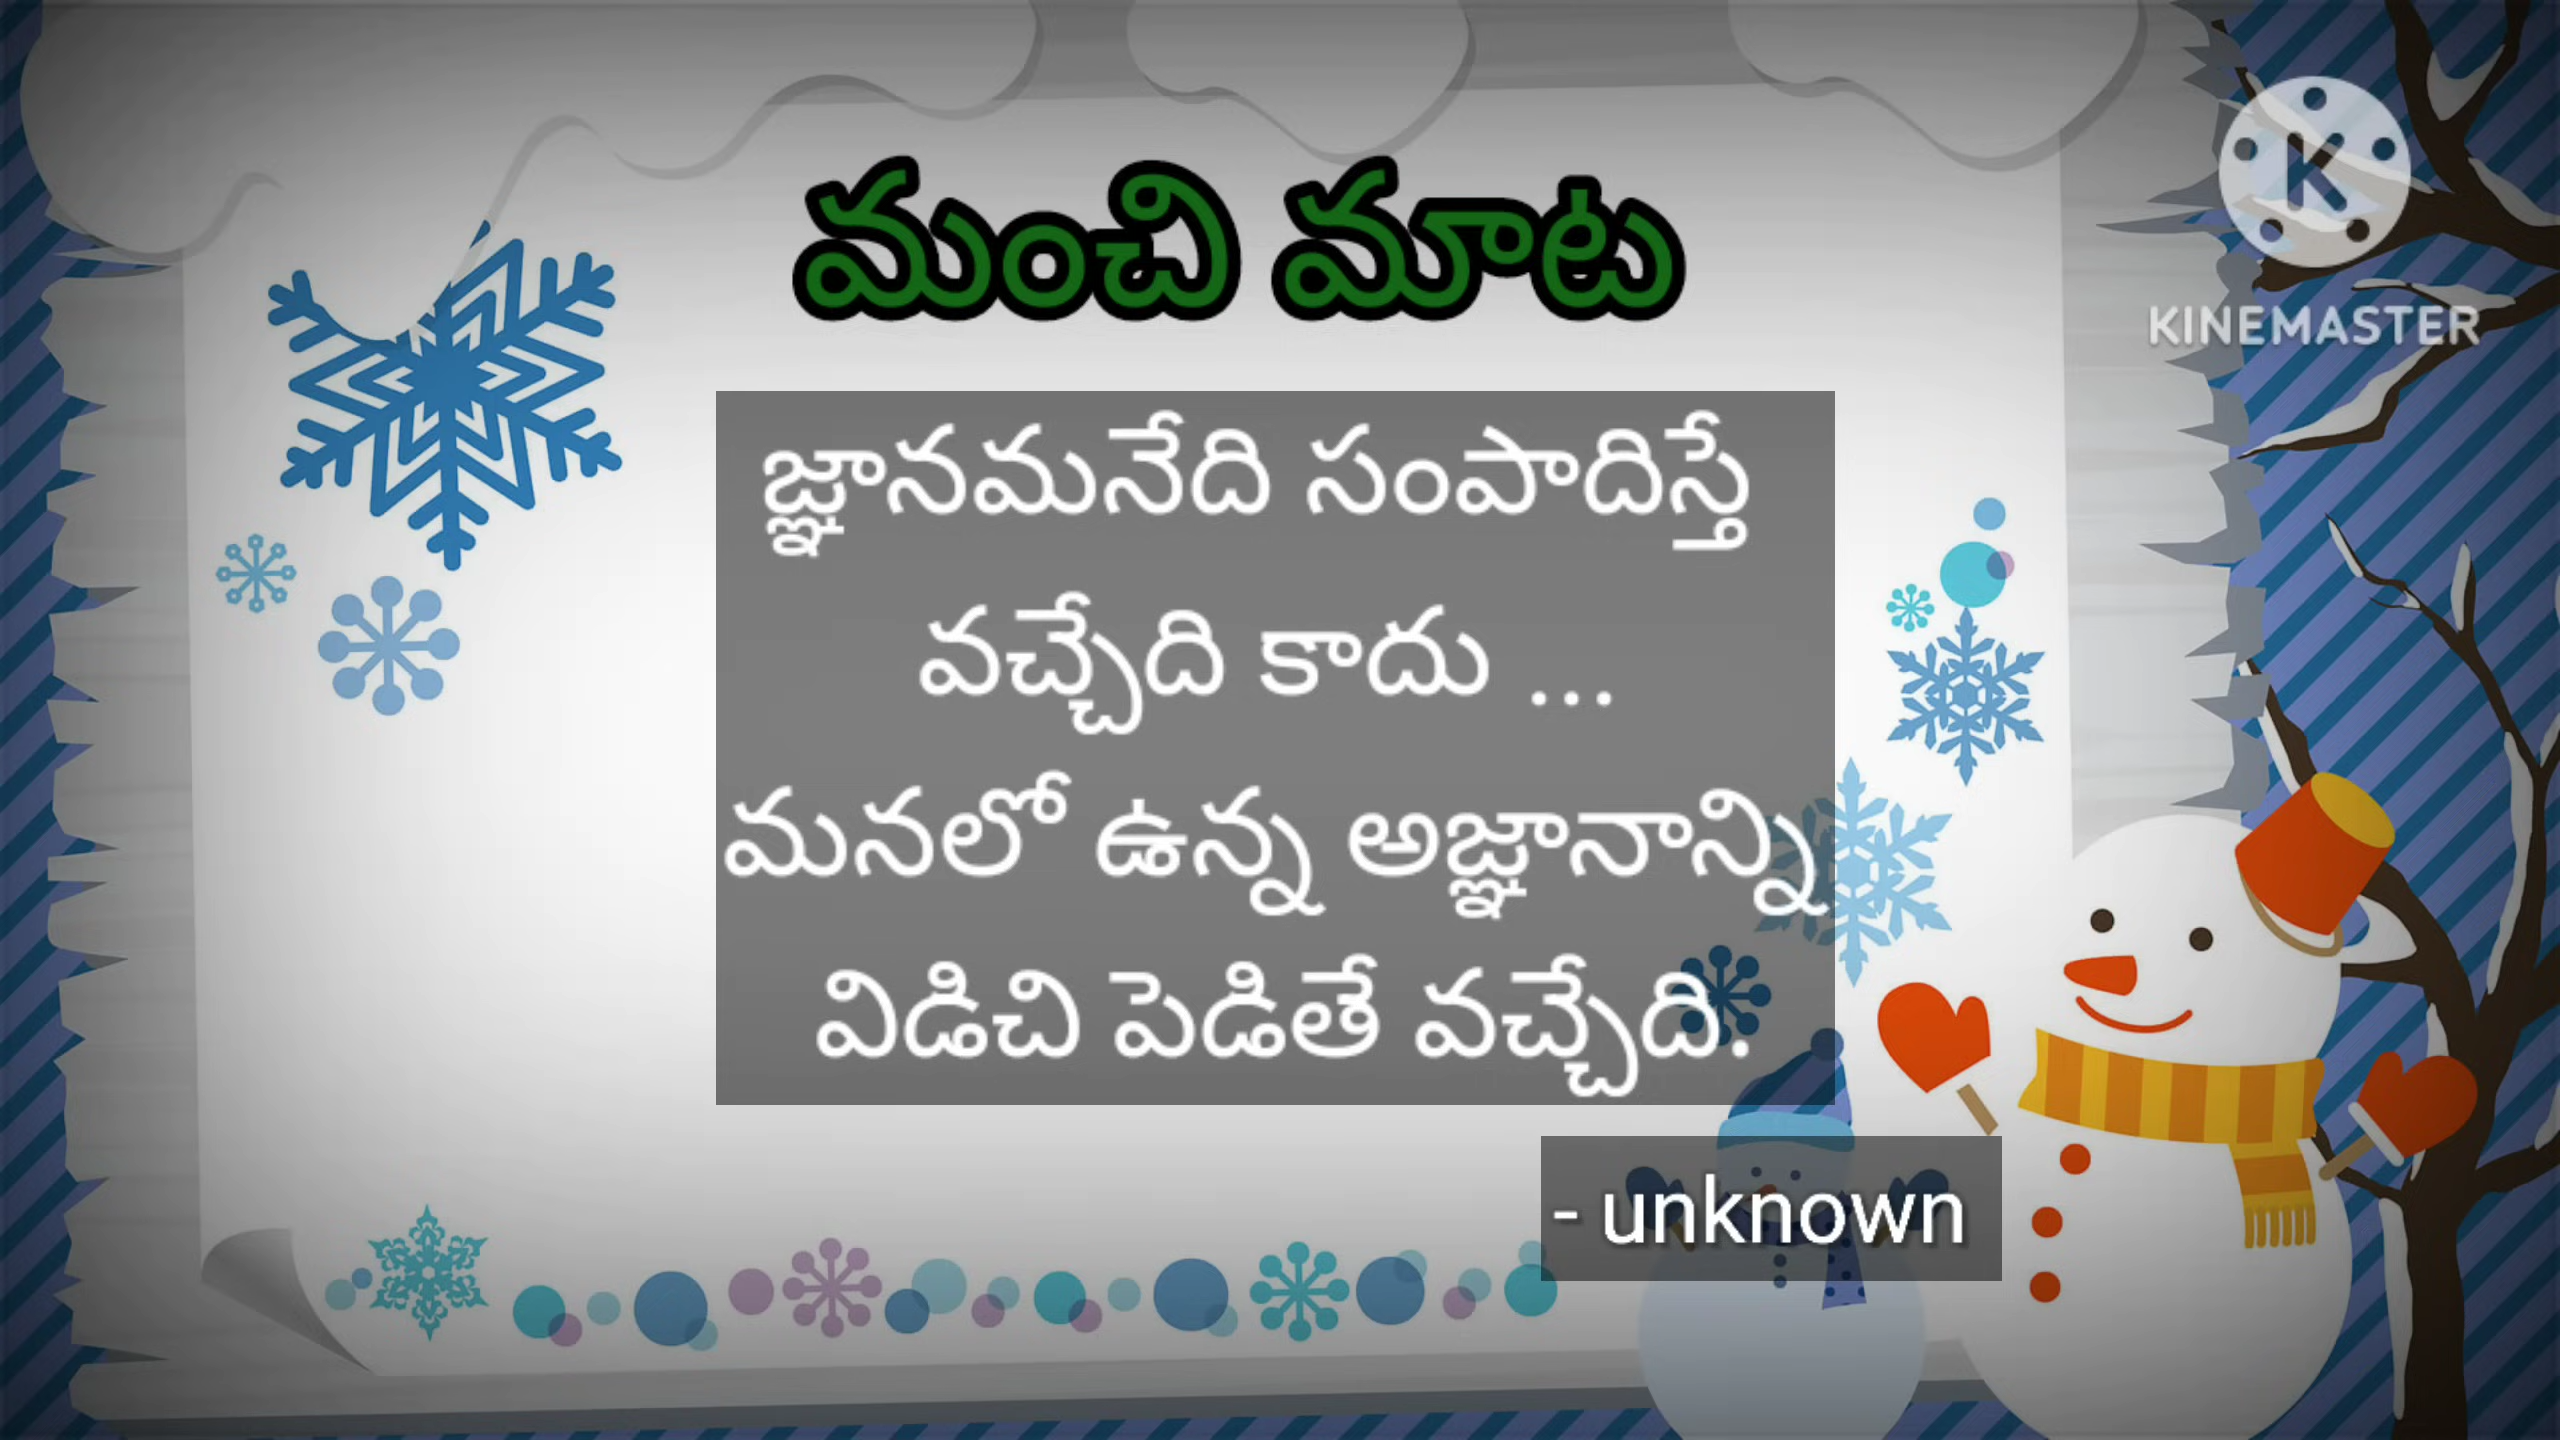 మంచి మాట
K
KINEMASTER
జ్ఞానమనేది సంపాదిస్తే
వచ్చేది కాదు ...
మనలో ఉన్న అజ్ఞానాన్ని
విడిచి పెడితే వచ్చేది.
- unknown